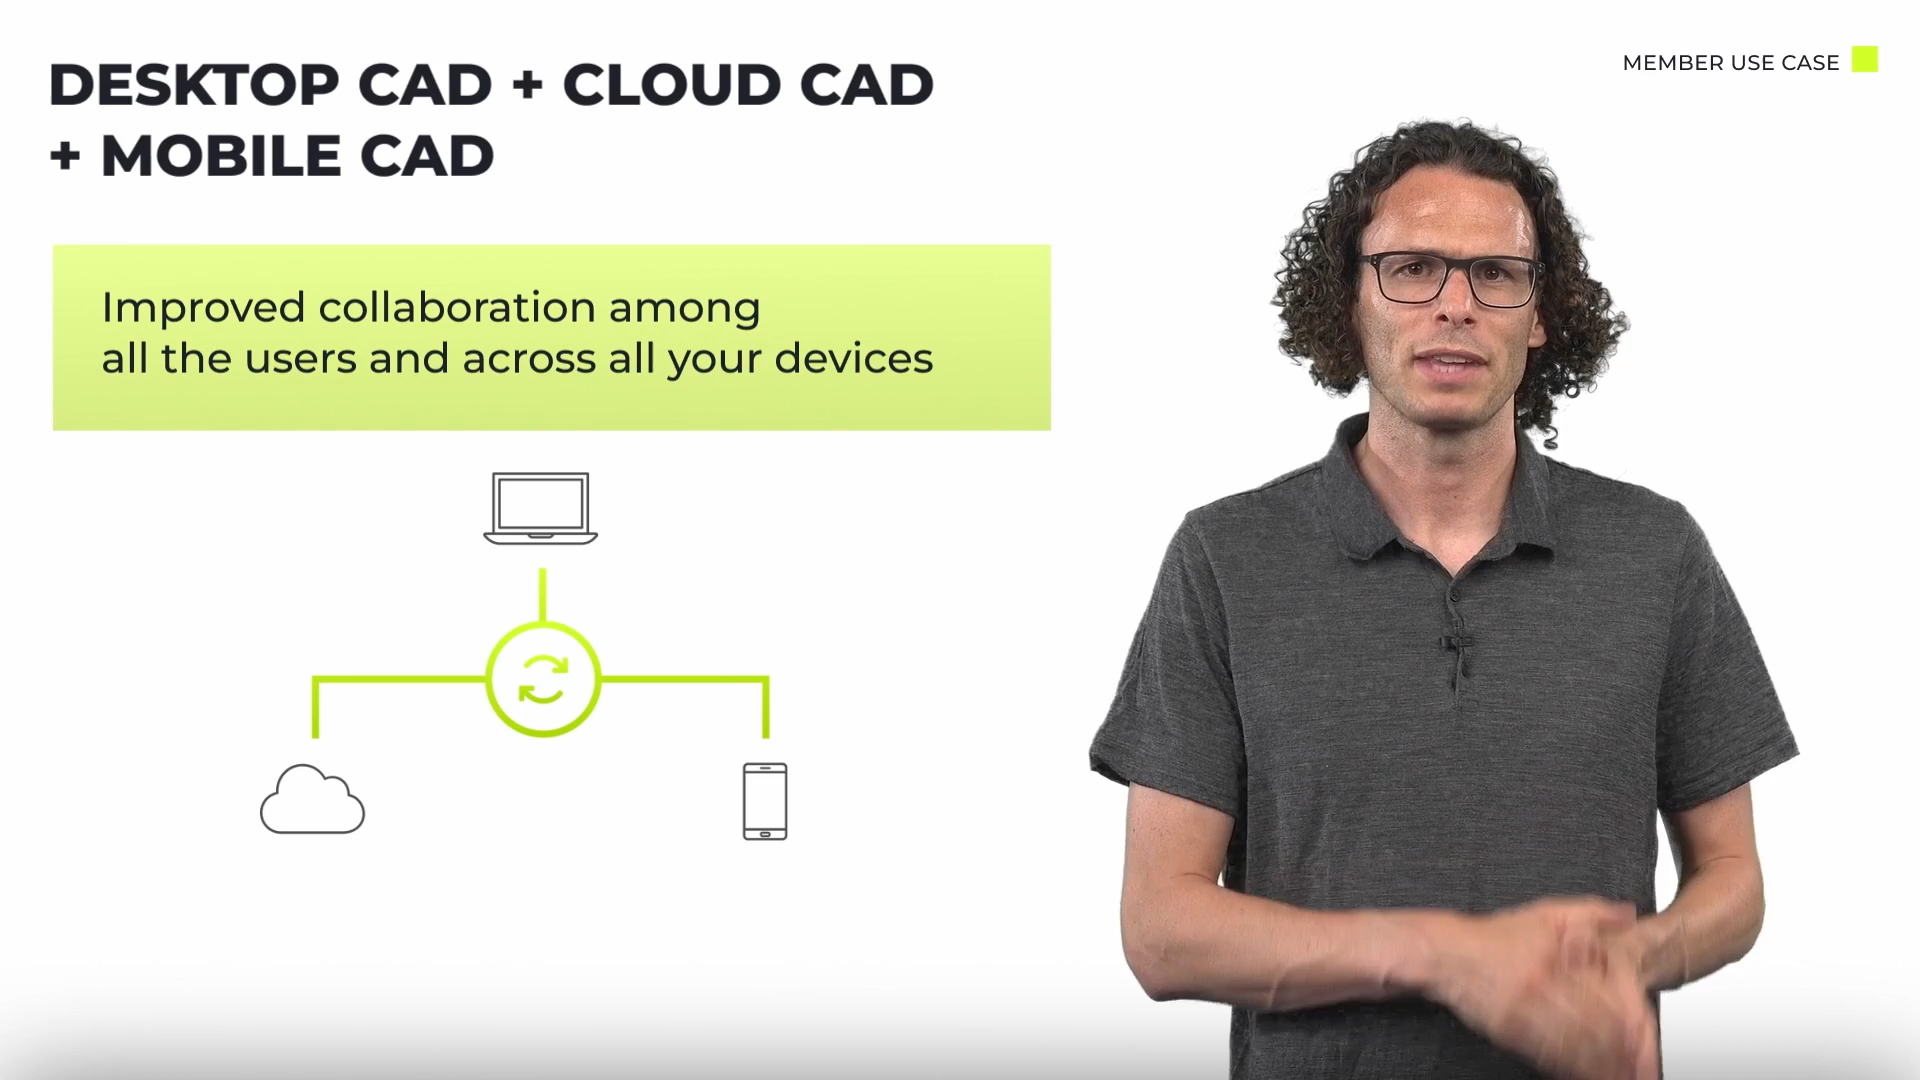 DESKTOP CAD + CLOUD CAD
+ MOBILE CAD
MEMBER USE CASE
Improved collaboration among
all the users and across all your devices